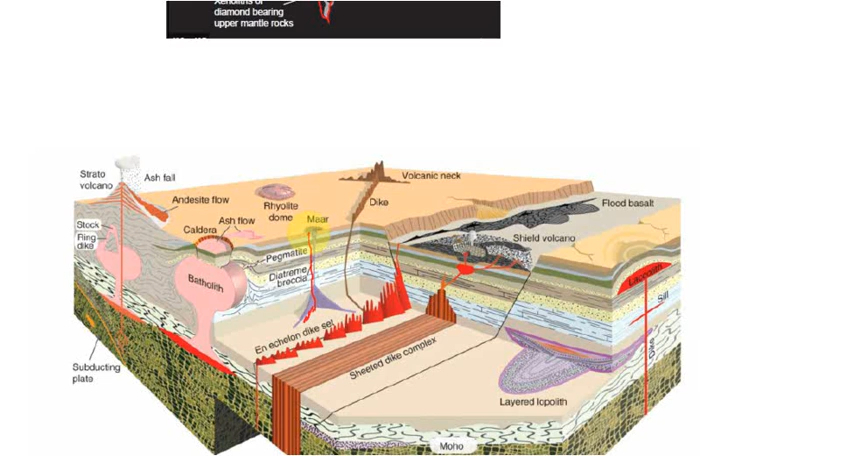 Xenoliths of
diamond bearing
upper mantle rocks
Strato
volcano
Ash fall
Andesite flow
Rhyolite
dome
Volcanic neck
Dike
Flood basalt
Stock
Ring
dike
Caldera
Ash flow
Maar
Shield volcano
Pegmatite
Diatreme
breccia
Batholith
Laccolith
Sill
Dike
En echelon dike set
Sheeted dike complex
Subducting
plate
Layered lopolith
Moho